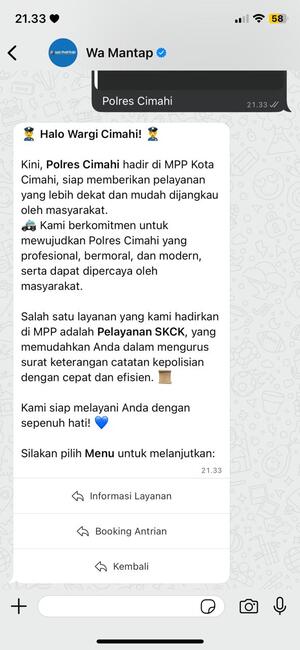 21.33
58
Wa Mantap
Polres Cimahi
21.33
👮 Halo Wargi Cimahi! 👮
Kini, Polres Cimahi hadir di MPP Kota
Cimahi, siap memberikan pelayanan
yang lebih dekat dan mudah dijangkau
oleh masyarakat.
🚓 Kami berkomitmen untuk
mewujudkan Polres Cimahi yang
profesional, bermoral, dan modern,
serta dapat dipercaya oleh
masyarakat.
Salah satu layanan yang kami hadirkan
di MPP adalah Pelayanan SKCK, yang
memudahkan Anda dalam mengurus
surat keterangan catatan kepolisian
dengan cepat dan efisien. 📜
Kami siap melayani Anda dengan
sepenuh hati! 💙
Silakan pilih Menu untuk melanjutkan:
21.33
Informasi Layanan
Booking Antrian
Kembali